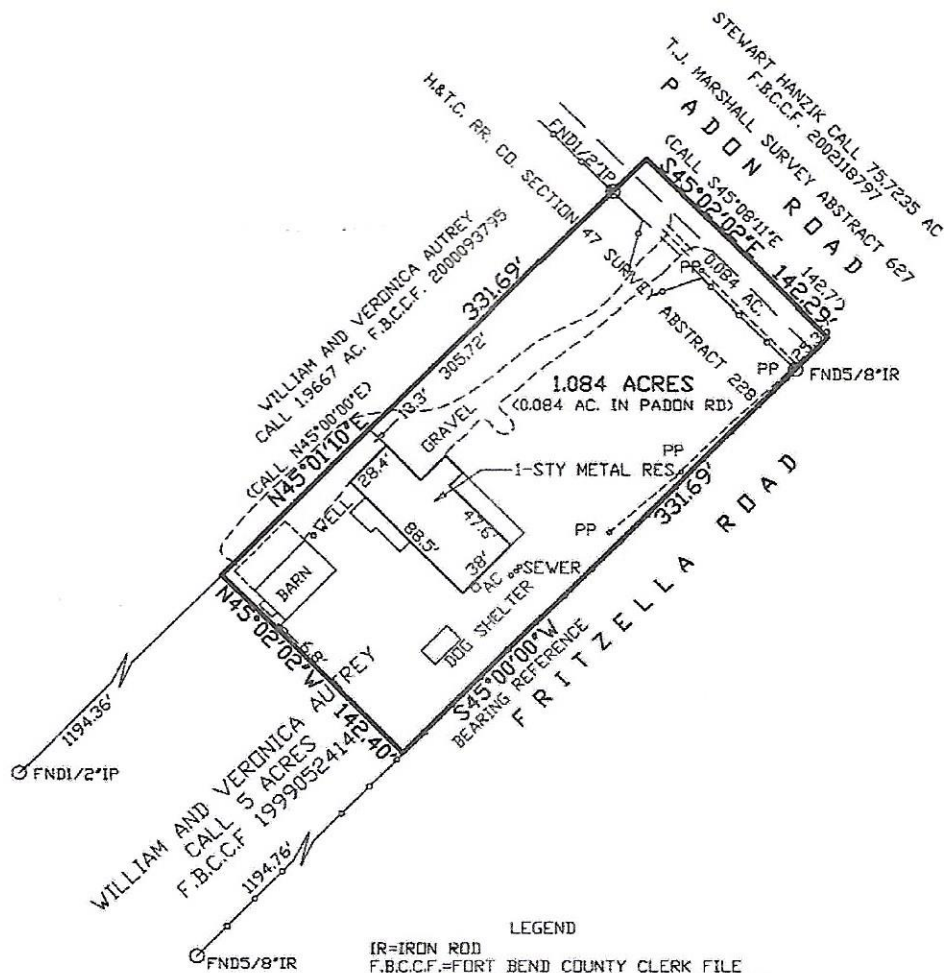 STEWART HANZIK CALL 75.7235 AC
F.B.C.C.F. 2002118797
T.J. MARSHALL SURVEY ABSTRACT 627
PADON ROAD
(CALL S45°08'11"E 142.7')
S45°02'02"E 142.29'
H.&T.C. RR. CO. SECTION 47 SURVEY ABSTRACT 228
FND1/2"IP
WILLIAM AND VERONICA AUTREY
CALL 1.9667 AC. F.B.C.C.F. 2000093795
331.69'
305.72'
(CALL N45°00'00"E)
N45°01'10"E
0.084 AC.
PP
PP
FND5/8"IR
1.084 ACRES
(0.084 AC. IN PADON RD)
13.3'
GRAVEL
28.4'
1-STY METAL RES.
PP
331.69'
WELL
88.5'
47.6'
38'
PP
AC
SEWER
BARN
DOG SHELTER
6.8'
N45°02'02"W 142.40'
S45°00'00"W
BEARING REFERENCE
FRITZELLA ROAD
1194.36'
FND1/2"IP
WILLIAM AND VERONICA AUTREY
CALL 5 ACRES
F.B.C.C.F 1999052414
1194.76'
FND5/8"IR
LEGEND
IR=IRON ROD
F.B.C.C.F.=FORT BEND COUNTY CLERK FILE